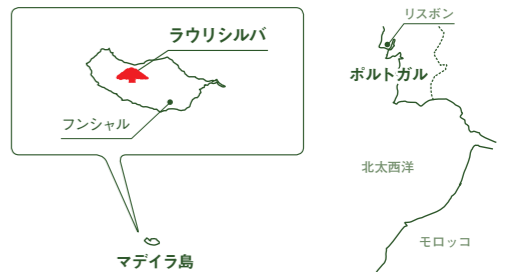 ラウリシルバ
フンシャル
マデイラ島
リスボン
ポルトガル
北太西洋
モロッコ